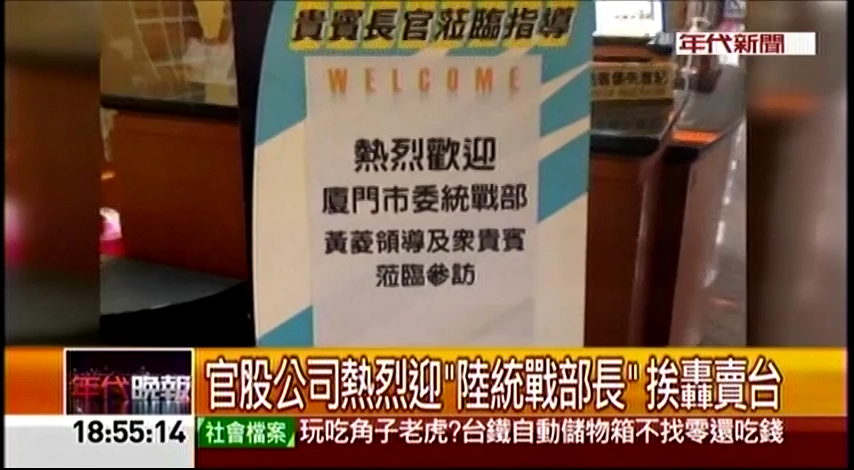 貴賓長官蒞臨指導
年代新聞
WELCOME
熱烈歡迎
廈門市委統戰部
黃菱領導及眾貴賓
蒞臨參訪
官股公司熱烈迎"陸統戰部長"挨轟賣台
年代晚報
18:55:14
社會檔案
玩吃角子老虎?台鐵自動儲物箱不找零還吃錢